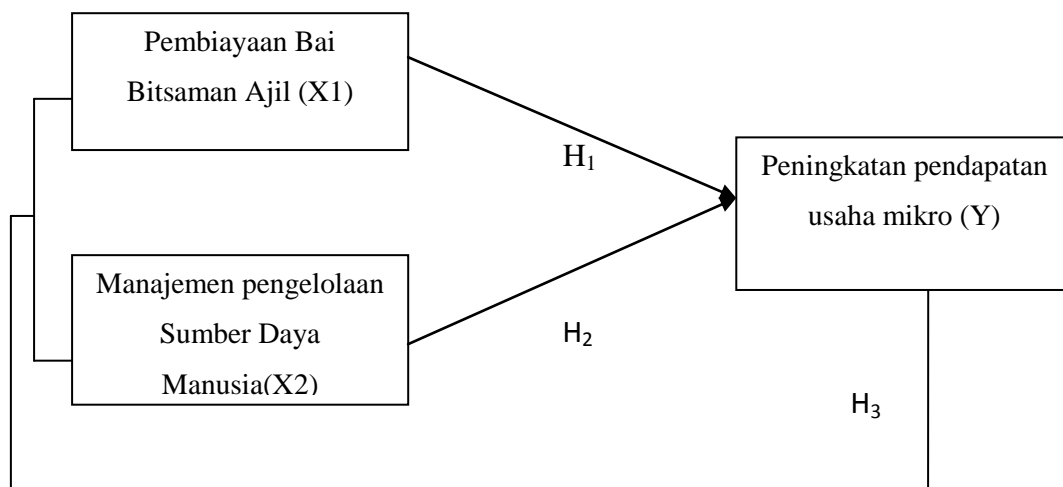 Pembiayaan Bai
Bitsaman Ajil (X1)
H₁
Peningkatan pendapatan
usaha mikro (Y)
Manajemen pengelolaan
Sumber Daya
Manusia(X2)
H₂
H₃